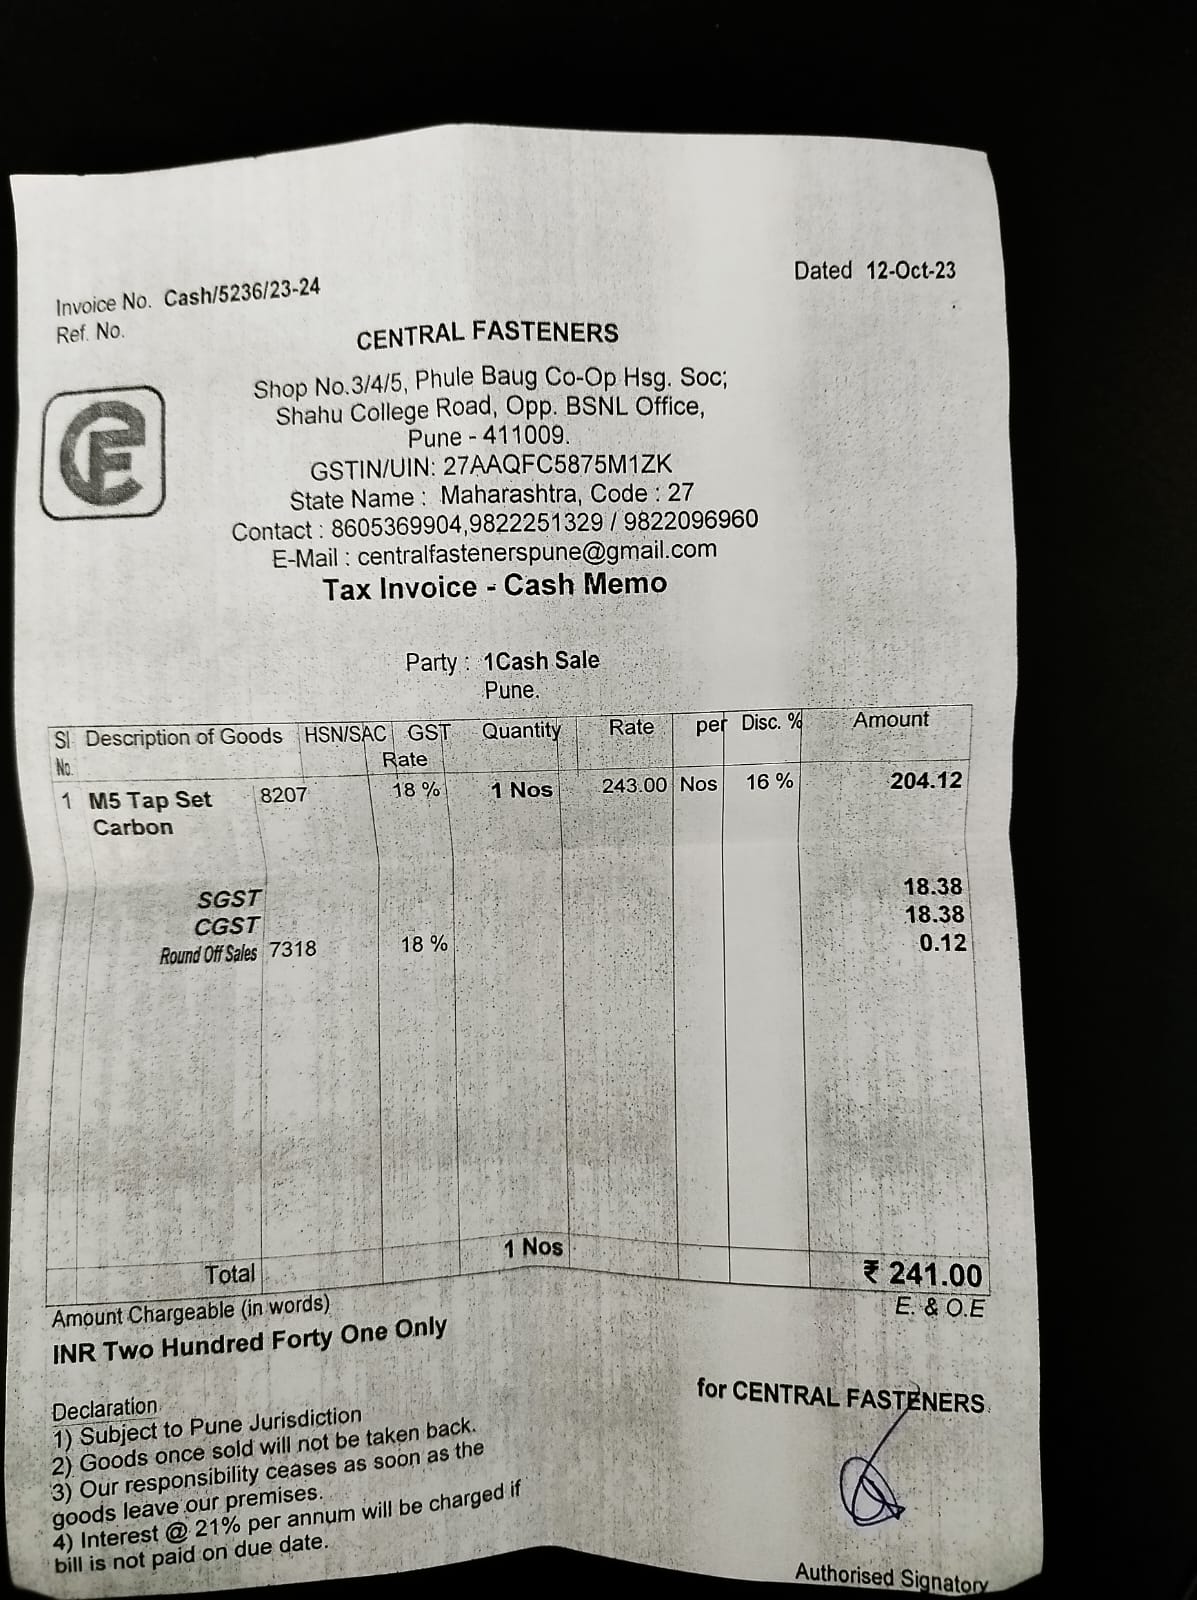 Invoice No. Cash/5236/23-24
Dated 12-Oct-23
Ref. No.
CENTRAL FASTENERS
Shop No.3/4/5, Phule Baug Co-Op Hsg. Soc;
Shahu College Road, Opp. BSNL Office,
Pune - 411009.
GSTIN/UIN: 27AAQFC5875M1ZK
State Name : Maharashtra, Code : 27
Contact : 8605369904,9822251329 / 9822096960
E-Mail : centralfastenerspune@gmail.com
Tax Invoice - Cash Memo
Party : 1Cash Sale
Pune.
Sl Description of Goods HSN/SAC GST Quantity Rate per Disc. % Amount
No. Rate
1 M5 Tap Set 8207 18 % 1 Nos 243.00 Nos 16 % 204.12
Carbon
SGST 18.38
CGST 18.38
Round Off Sales 7318 18 % 0.12
Total 1 Nos ₹ 241.00
Amount Chargeable (in words) E. & O.E
INR Two Hundred Forty One Only
Declaration
1) Subject to Pune Jurisdiction
2) Goods once sold will not be taken back.
3) Our responsibility ceases as soon as the
goods leave our premises.
4) Interest @ 21% per annum will be charged if
bill is not paid on due date.
for CENTRAL FASTENERS
Authorised Signatory